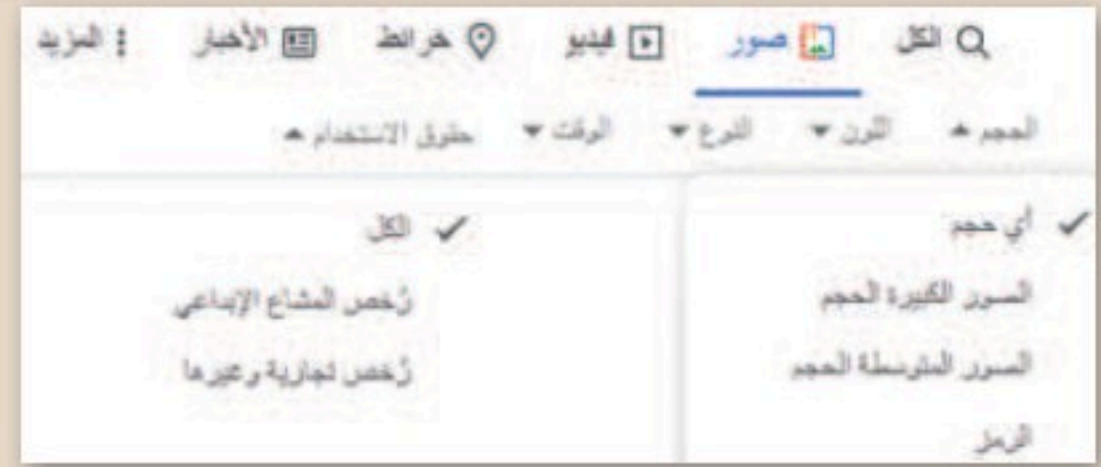 الكل صور فيديو خرائط الأخبار المزيد
الحجم اللون النوع الوقت حقوق الاستخدام
أي حجم
الصور الكبيرة الحجم
الصور المتوسطة الحجم
الرمز
الكل
رُخص المشاع الإبداعي
رُخص تجارية وغيرها